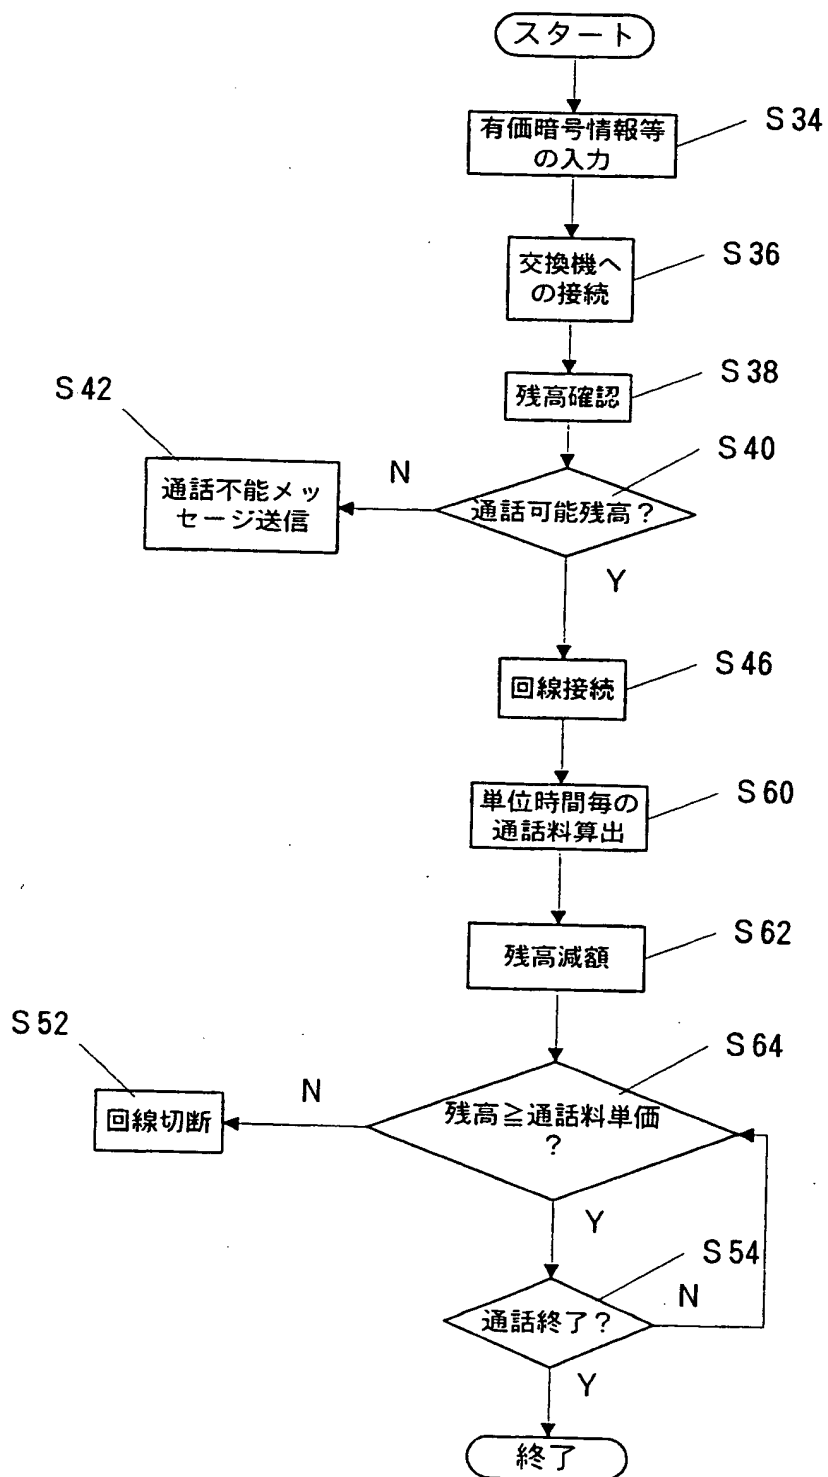 スタート
有価暗号情報等
の入力
S34
交換機へ
の接続
S36
残高確認
S38
通話可能残高?
S40
N
S42
通話不能メッ
セージ送信
Y
回線接続
S46
単位時間毎の
通話料算出
S60
残高減額
S62
残高≧通話料単価
?
S64
N
S52
回線切断
Y
通話終了?
S54
N
Y
終了